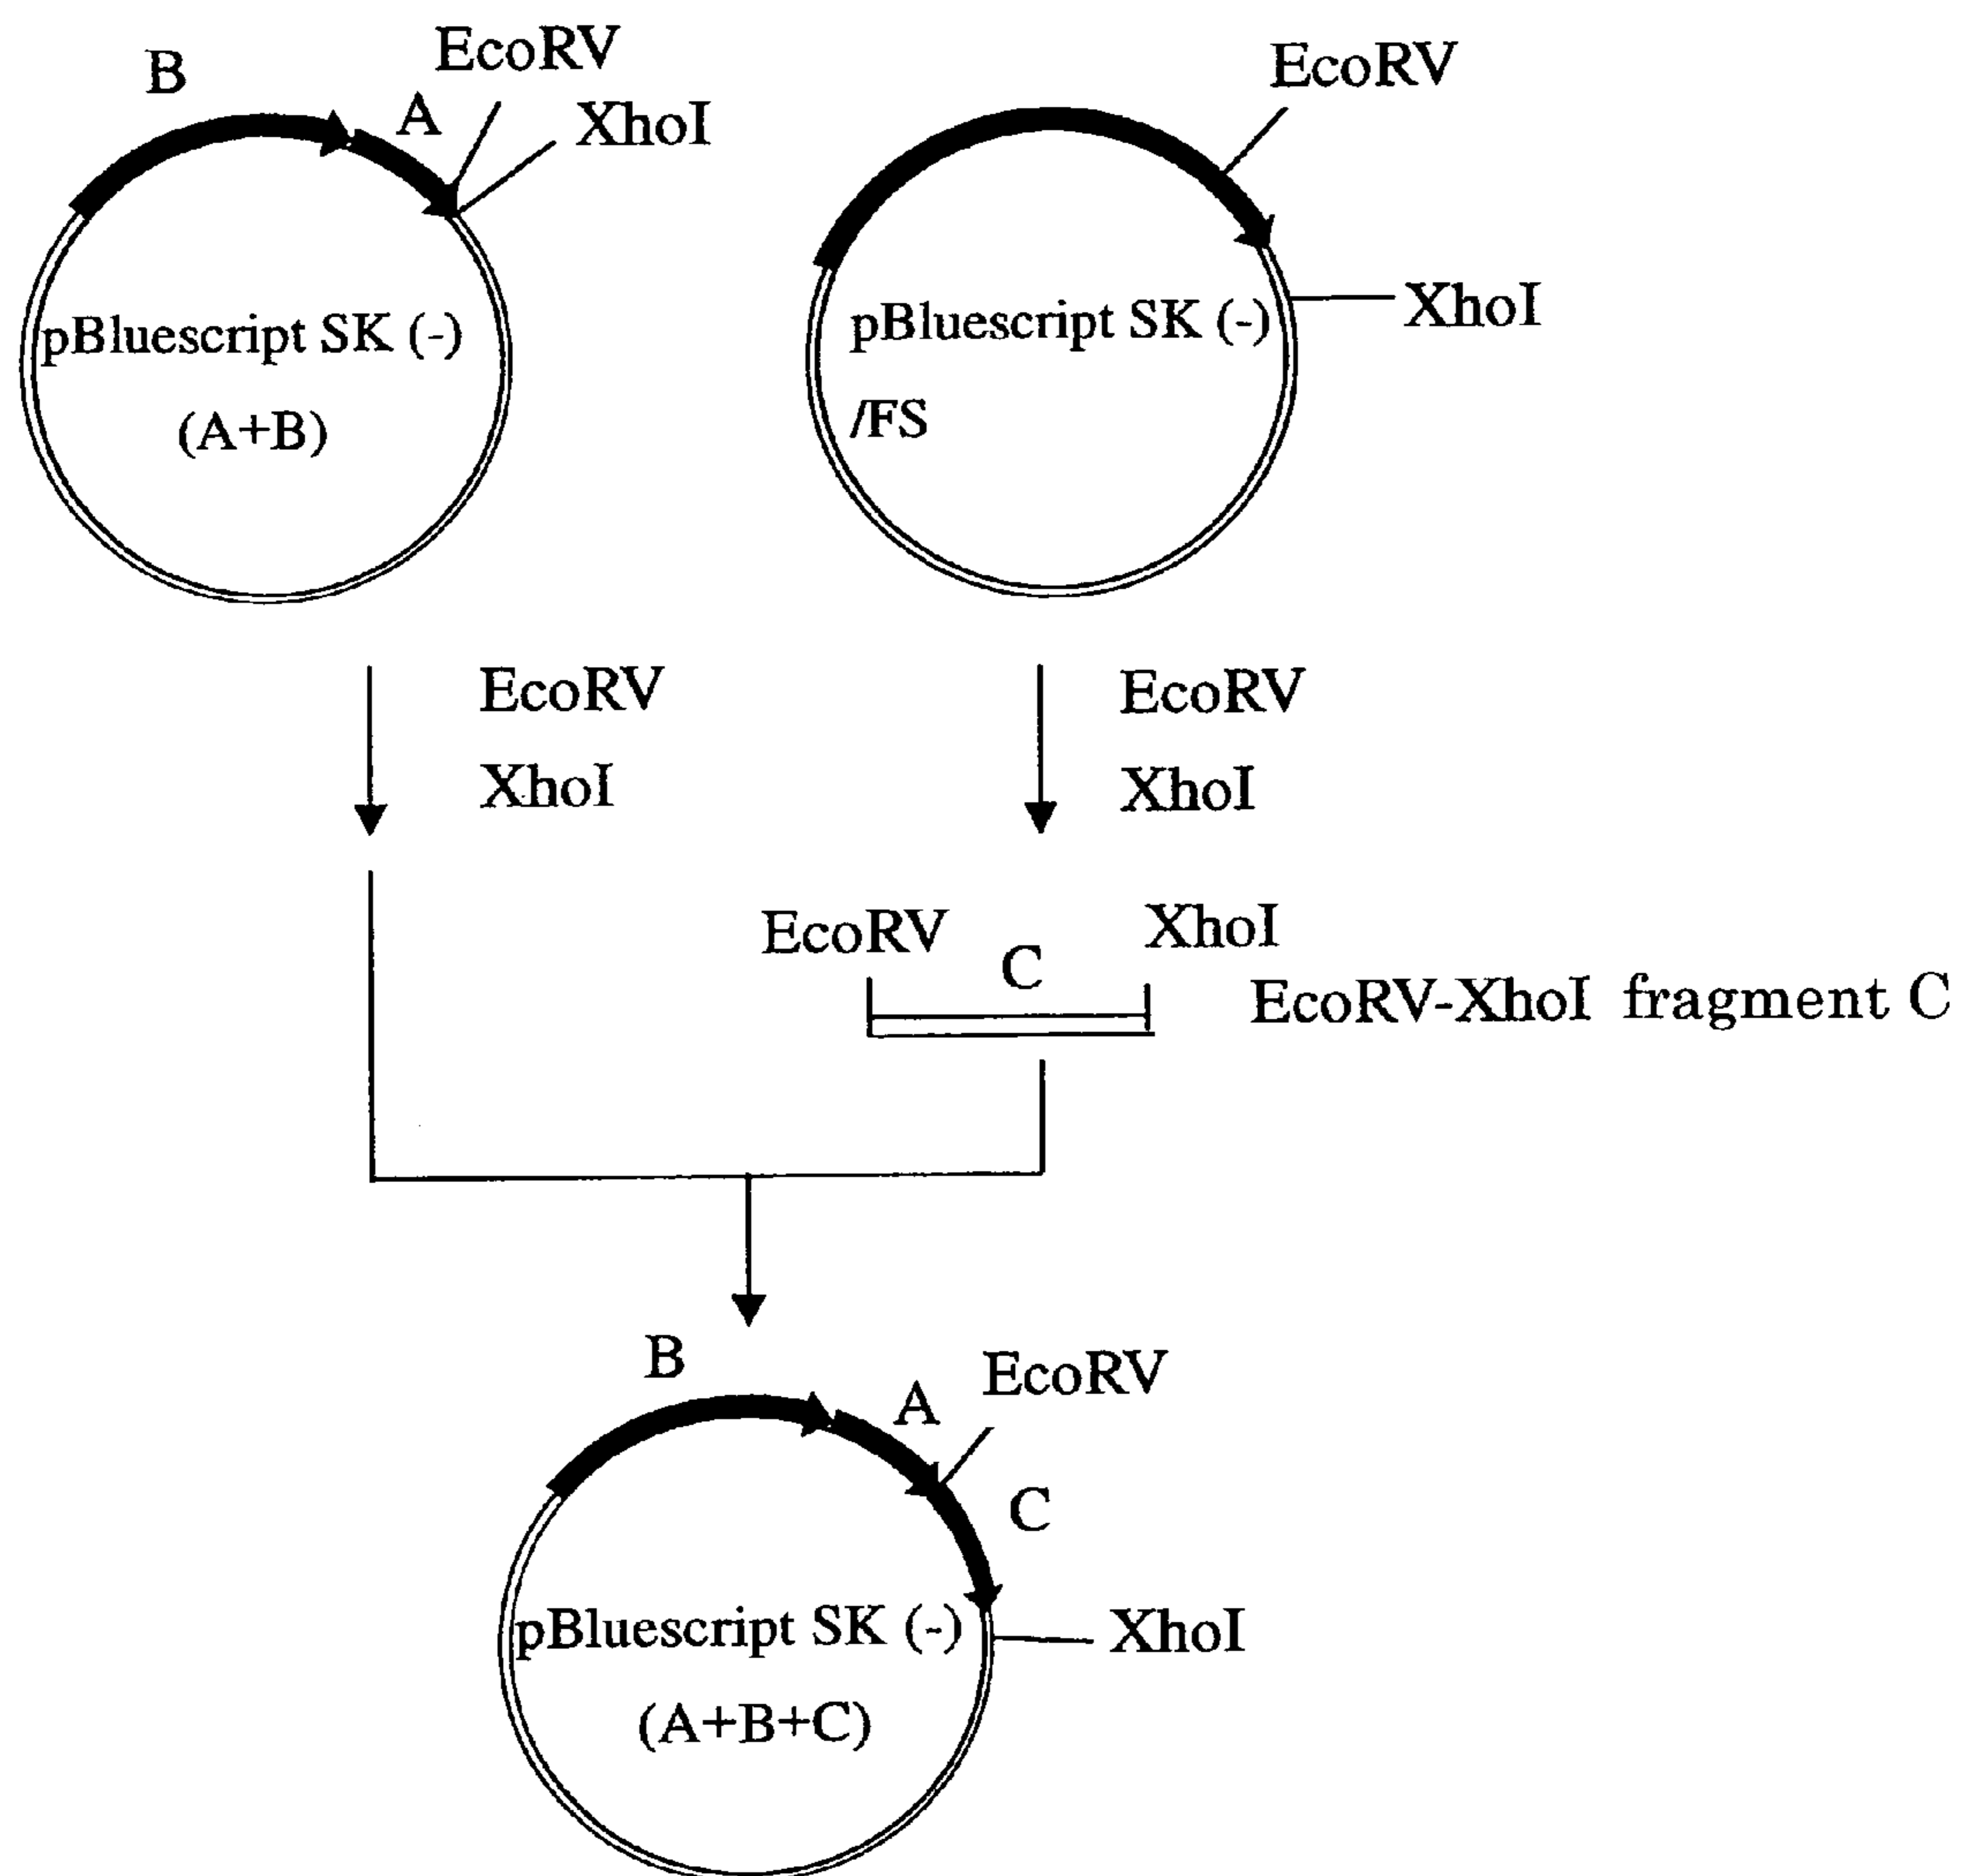 B
EcoRV
A
XhoI
pBluescript SK (-)
(A+B)
EcoRV
XhoI
pBluescript SK (-)
/FS
EcoRV
XhoI
EcoRV
XhoI
EcoRV
C
XhoI
EcoRV-XhoI fragment C
B
A
EcoRV
C
pBluescript SK (-)
XhoI
(A+B+C)